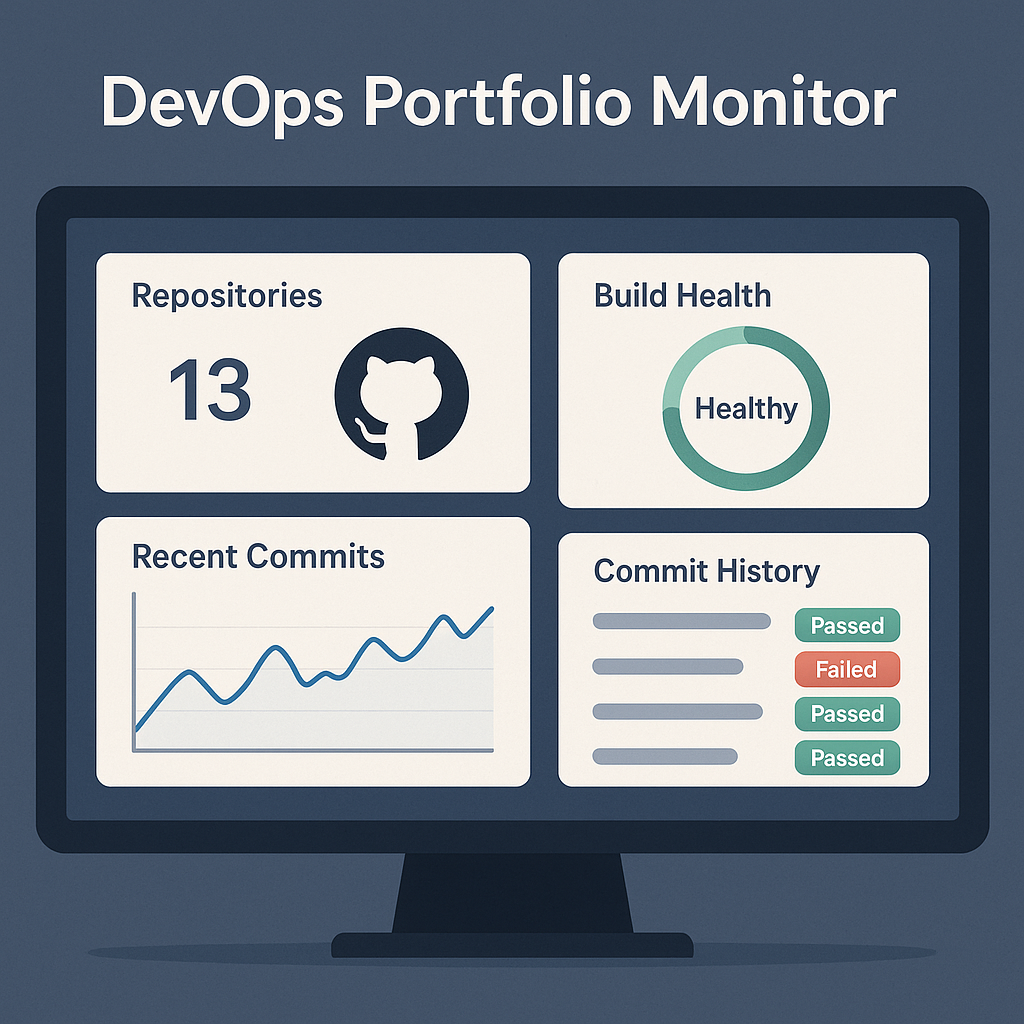 DevOps Portfolio Monitor
Repositories
13
Build Health
Healthy
Recent Commits
Commit History
Passed
Failed
Passed
Passed